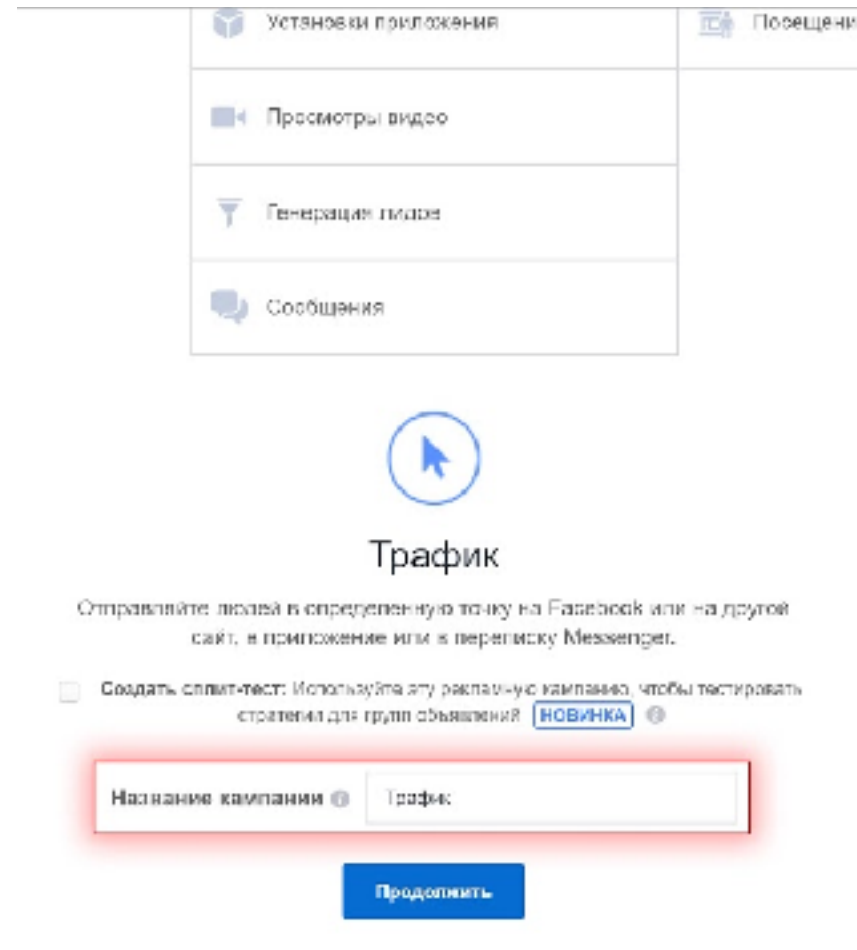 Установки приложения
Посещени
Просмотры видео
Генерация лидов
Сообщения
Трафик
Отправляйте людей в определенную точку на Facebook или на другой
сайт, в приложение или в переписку Messenger.
Создать сплит-тест: Используйте эту рекламную кампанию, чтобы тестировать
стратегии для групп объявлений НОВИНКА
Название кампании Трафик
Продолжить